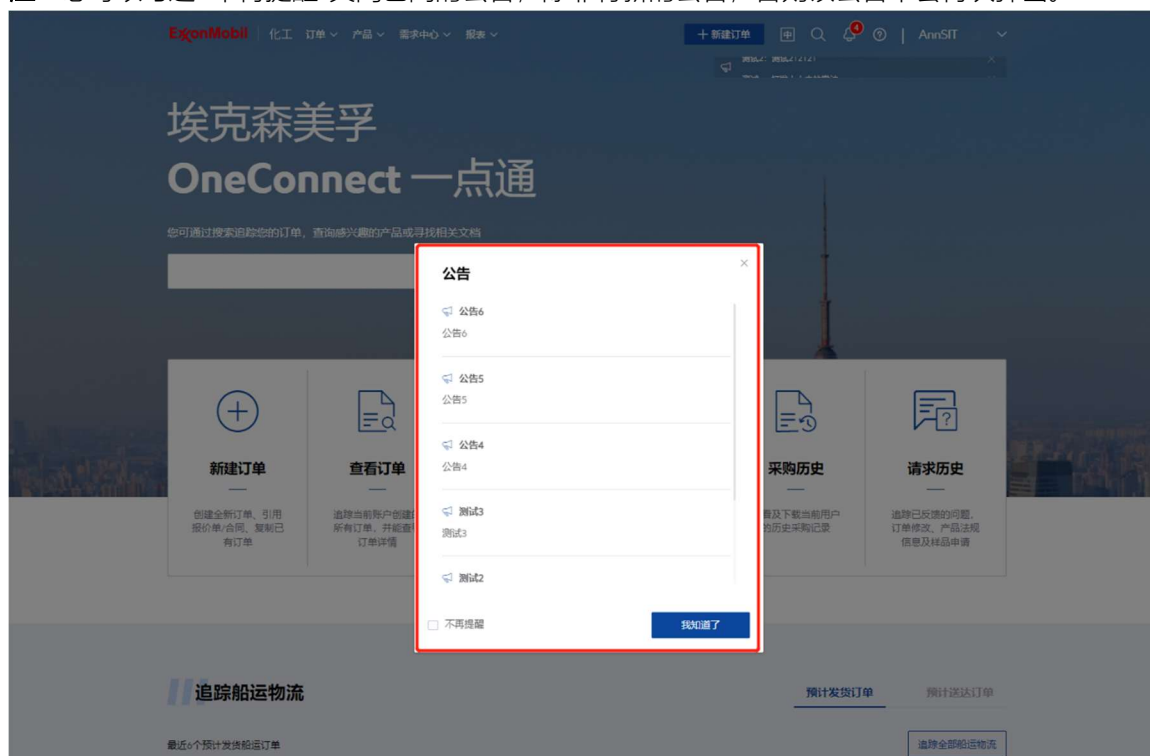 ExxonMobil 化工 订单 产品 需求中心 报表 + 新建订单 中 4 AnnSIT
埃克森美孚
OneConnect 一点通
您可通过搜索追踪您的订单，查询感兴趣的产品或寻找相关文档
公告
公告6
公告6
公告5
公告5
公告4
公告4
测试3
测试3
测试2
不再提醒 我知道了
新建订单
创建全新订单、引用
报价单/合同、复制已
有订单
查看订单
追踪当前账户创建
所有订单，并能查
订单详情
采购历史
及下载当前用户
的历史采购记录
请求历史
追踪已反馈的问题、
订单修改、产品法规
信息及样品申请
追踪船运物流 预计发货订单 预计送达订单
最近6个预计发货船运订单 追踪全部船运物流